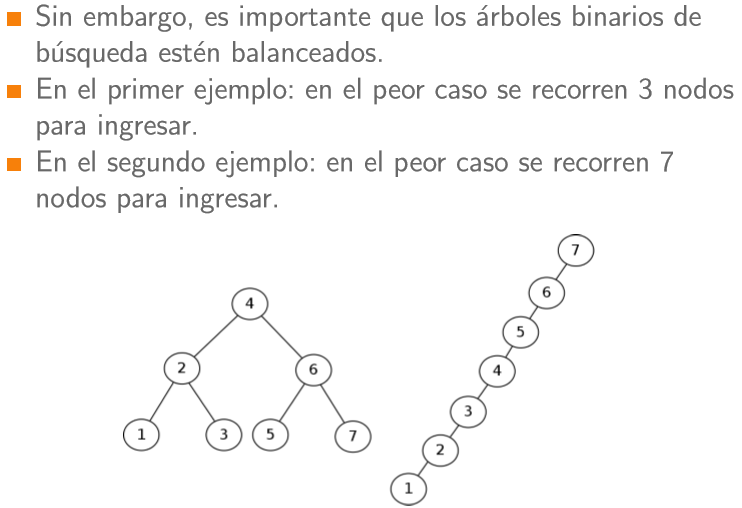 Sin embargo, es importante que los árboles binarios de
búsqueda estén balanceados.
En el primer ejemplo: en el peor caso se recorren 3 nodos
para ingresar.
En el segundo ejemplo: en el peor caso se recorren 7
nodos para ingresar.
4
2
6
1
3
5
7
7
6
5
4
3
2
1